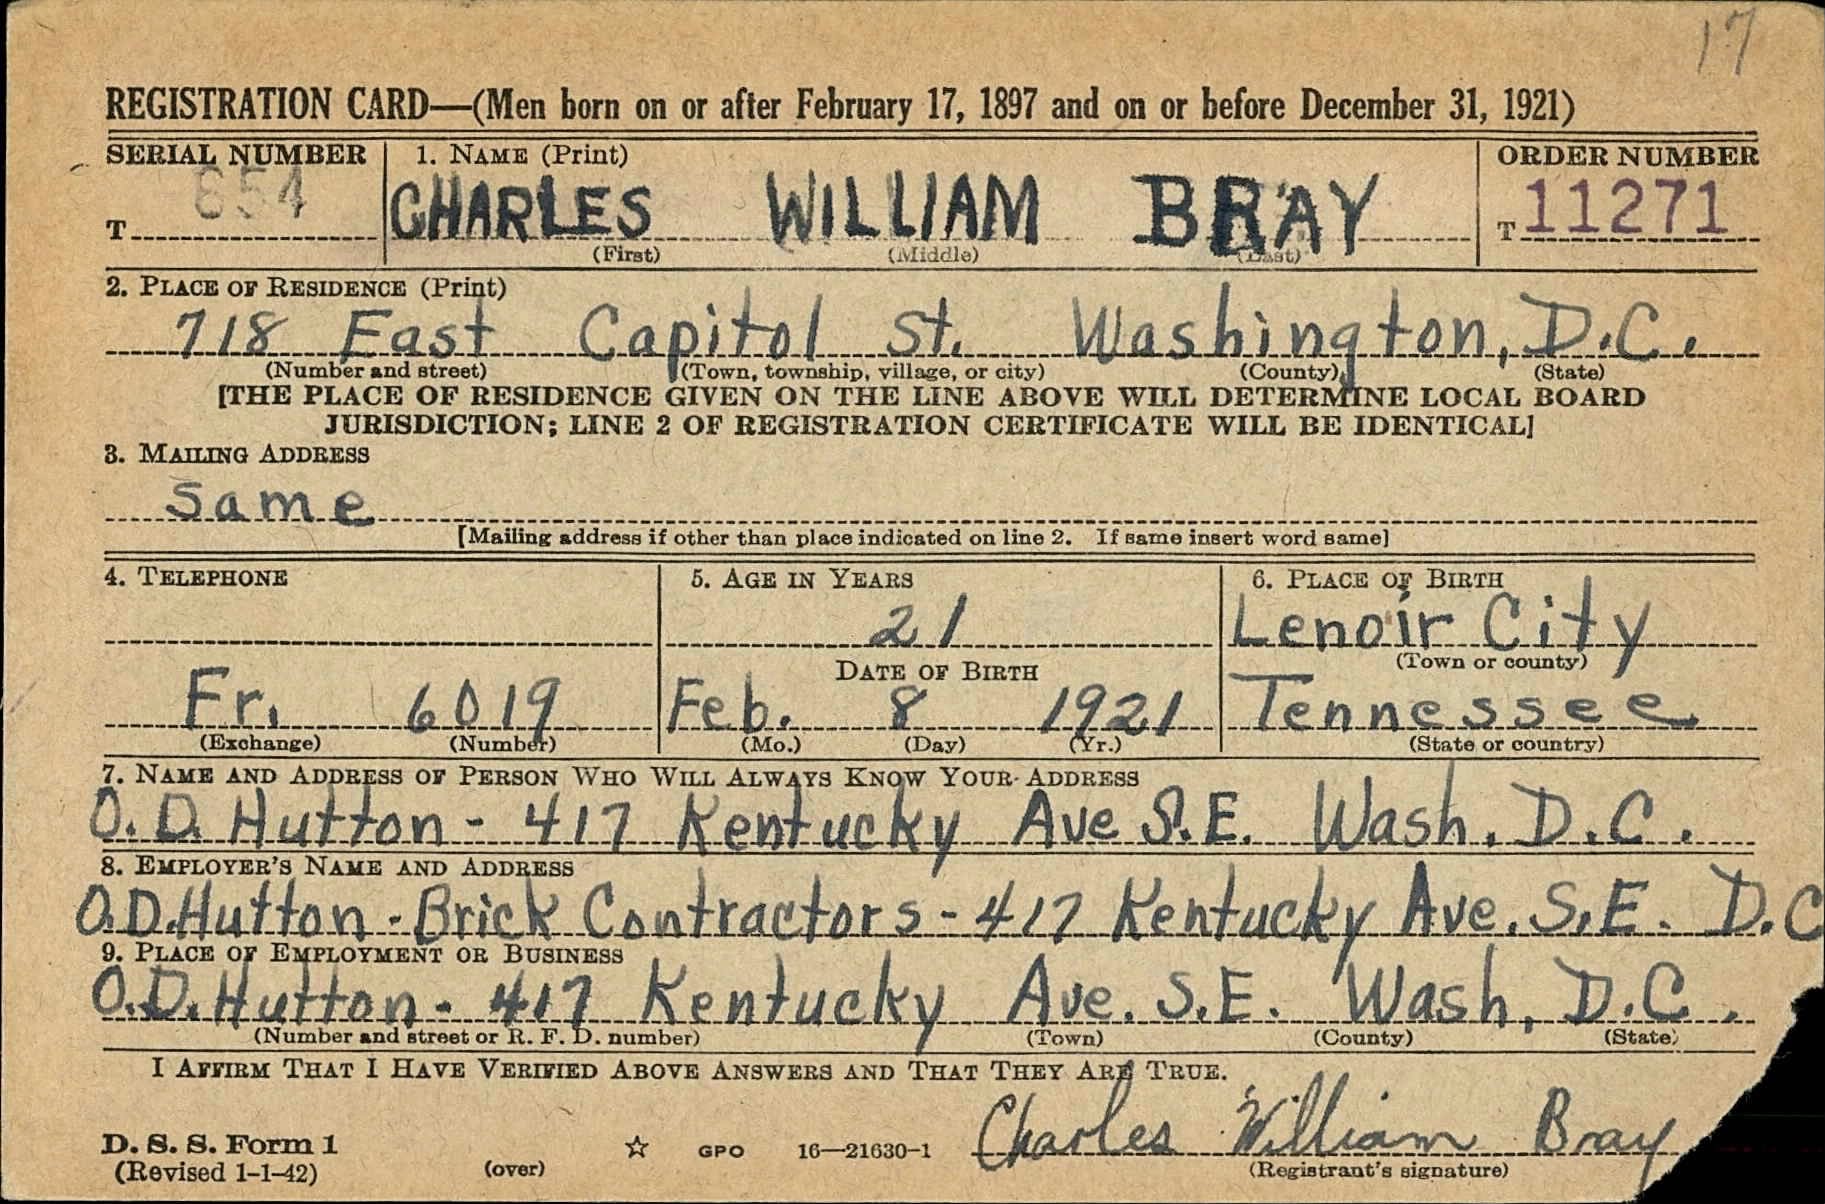 17
REGISTRATION CARD—(Men born on or after February 17, 1897 and on or before December 31, 1921)
SERIAL NUMBER 1. NAME (Print) ORDER NUMBER
T 654 CHARLES WILLIAM BRAY T 11271
(First) (Middle) (Last)
2. PLACE OF RESIDENCE (Print)
718 East Capitol St. Washington, D.C.
(Number and street) (Town, township, village, or city) (County) (State)
[THE PLACE OF RESIDENCE GIVEN ON THE LINE ABOVE WILL DETERMINE LOCAL BOARD
JURISDICTION; LINE 2 OF REGISTRATION CERTIFICATE WILL BE IDENTICAL]
3. MAILING ADDRESS
Same
[Mailing address if other than place indicated on line 2. If same insert word same]
4. TELEPHONE 5. AGE IN YEARS 6. PLACE OF BIRTH
21 Lenoir City
DATE OF BIRTH (Town or county)
Fr. 6019 Feb. 8 1921 Tennessee
(Exchange) (Number) (Mo.) (Day) (Yr.) (State or country)
7. NAME AND ADDRESS OF PERSON WHO WILL ALWAYS KNOW YOUR ADDRESS
O. D. Hutton - 417 Kentucky Ave S.E. Wash. D.C.
8. EMPLOYER'S NAME AND ADDRESS
O.D. Hutton - Brick Contractors - 417 Kentucky Ave. S.E. D.C
9. PLACE OF EMPLOYMENT OR BUSINESS
O.D. Hutton - 417 Kentucky Ave. S.E. Wash, D.C.
(Number and street or R. F. D. number) (Town) (County) (State)
I AFFIRM THAT I HAVE VERIFIED ABOVE ANSWERS AND THAT THEY ARE TRUE.
Charles William Bray
D. S. S. Form 1 GPO 16—21630-1
(Revised 1-1-42) (over) (Registrant's signature)